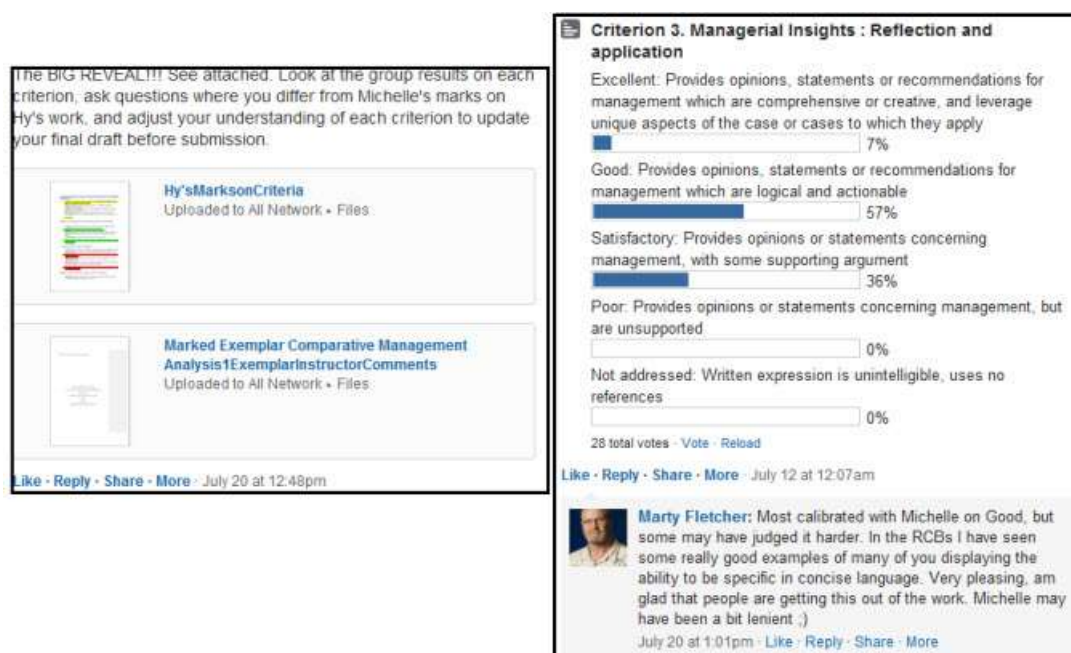 The BIG REVEAL!!! See attached. Look at the group results on each
criterion, ask questions where you differ from Michelle's marks on
Hy's work, and adjust your understanding of each criterion to update
your final draft before submission.
Hy'sMarksonCriteria
Uploaded to All Network • Files
Marked Exemplar Comparative Management
Analysis1ExemplarInstructorComments
Uploaded to All Network • Files
Like · Reply · Share · More · July 20 at 12:48pm
Criterion 3. Managerial Insights : Reflection and
application
Excellent: Provides opinions, statements or recommendations for
management which are comprehensive or creative, and leverage
unique aspects of the case or cases to which they apply
7%
Good: Provides opinions, statements or recommendations for
management which are logical and actionable
57%
Satisfactory: Provides opinions or statements concerning
management, with some supporting argument
36%
Poor: Provides opinions or statements concerning management, but
are unsupported
0%
Not addressed: Written expression is unintelligible, uses no
references
0%
28 total votes · Vote · Reload
Like · Reply · Share · More · July 12 at 12:07am
Marty Fletcher: Most calibrated with Michelle on Good, but
some may have judged it harder. In the RCBs I have seen
some really good examples of many of you displaying the
ability to be specific in concise language. Very pleasing, am
glad that people are getting this out of the work. Michelle may
have been a bit lenient ;)
July 20 at 1:01pm · Like · Reply · Share · More